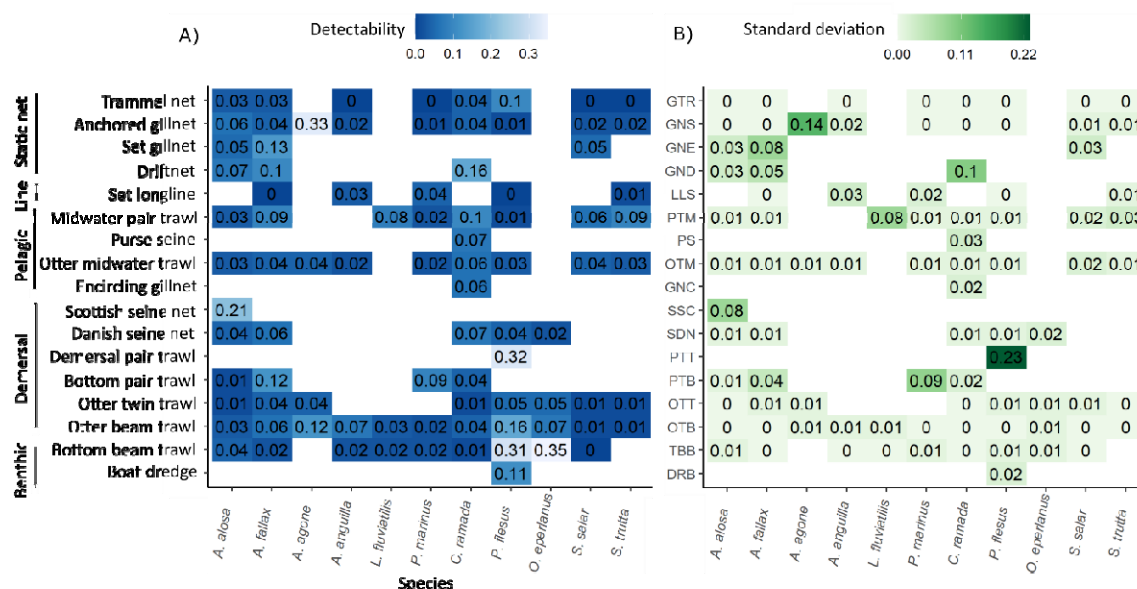 A)
Detectability
0.0 0.1 0.2 0.3
B)
Standard deviation
0.00 0.11 0.22
Static net
Line
Pelagic
Demersal
Benthic
Trammel net 0.03 0.03 0 0 0.04 0.1 0 0
Anchored gillnet 0.06 0.04 0.33 0.02 0.01 0.04 0.01 0.02 0.02
Set gillnet 0.05 0.13 0.05
Driftnet 0.07 0.1 0.16
Set longline 0 0.03 0.04 0 0.01
Midwater pair trawl 0.03 0.09 0.08 0.02 0.1 0.01 0.06 0.09
Purse seine 0.07
Otter midwater trawl 0.03 0.04 0.04 0.02 0.02 0.06 0.03 0.04 0.03
Encircling gillnet 0.06
Scottish seine net 0.21
Danish seine net 0.04 0.06 0.07 0.04 0.02
Demersal pair trawl 0.32
Bottom pair trawl 0.01 0.12 0.09 0.04
Otter twin trawl 0.01 0.04 0.04 0.01 0.05 0.05 0.01 0.01
Otter beam trawl 0.03 0.06 0.12 0.07 0.03 0.02 0.04 0.16 0.07 0.01 0.01
Bottom beam trawl 0.04 0.02 0.02 0.02 0.02 0.01 0.31 0.35 0
Boat dredge 0.11
A. alosa A. fallax A. agone A. anguilla L. fluviatilis P. marinus C. ramada P. flesus O. eperlanus S. salar S. trutta
Species
GTR 0 0 0 0 0 0 0 0
GNS 0 0 0.14 0.02 0 0 0 0.01 0.01
GNE 0.03 0.08 0.03
GND 0.03 0.05 0.1
LLS 0 0.03 0.02 0 0.01
PTM 0.01 0.01 0.08 0.01 0.01 0.01 0.02 0.03
PS 0.03
OTM 0.01 0.01 0.01 0.01 0.01 0.01 0.01 0.02 0.01
GNC 0.02
SSC 0.08
SDN 0.01 0.01 0.01 0.01 0.02
PTT 0.23
PTB 0.01 0.04 0.09 0.02
OTT 0 0.01 0.01 0 0.01 0.01 0.01 0
OTB 0 0 0.01 0.01 0.01 0 0 0 0.01 0 0
TBB 0.01 0 0 0 0 0 0.01 0.01 0
DRB 0.02
A. alosa A. fallax A. agone A. anguilla L. fluviatilis P. marinus C. ramada P. flesus O. eperlanus S. salar S. trutta